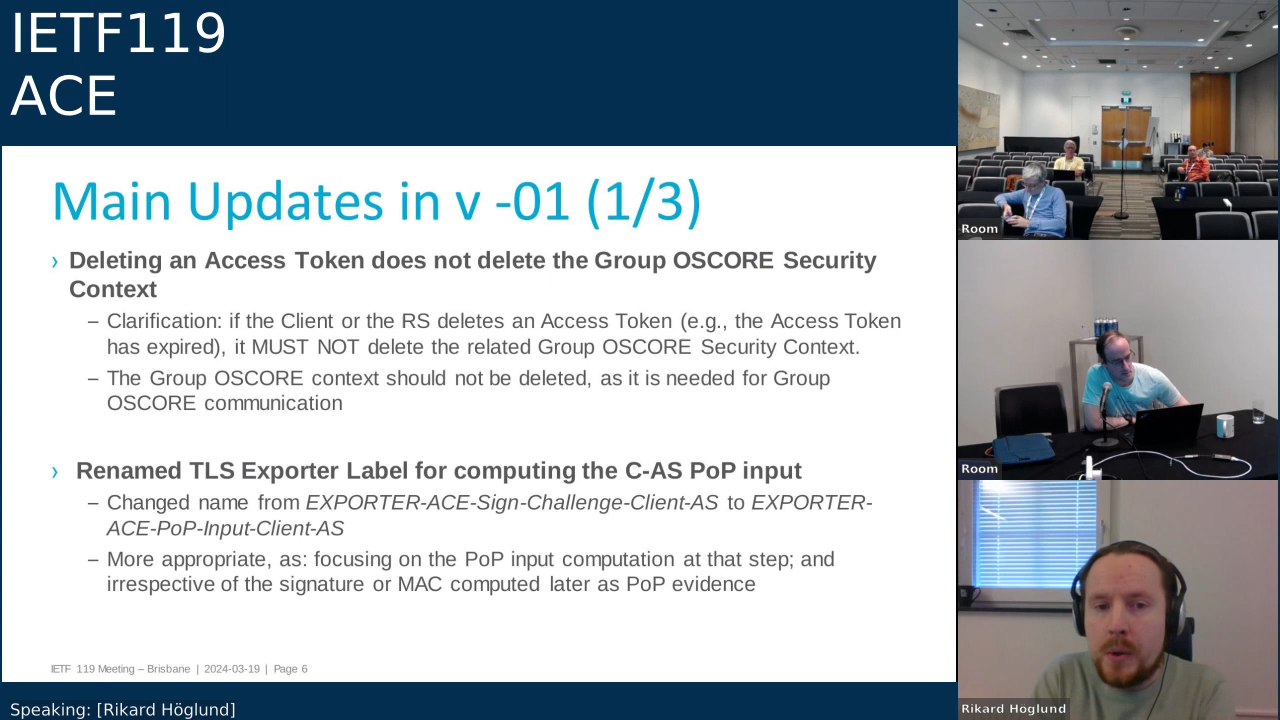 IETF119
ACE
Main Updates in v -01 (1/3)
› Deleting an Access Token does not delete the Group OSCORE Security
Context
– Clarification: if the Client or the RS deletes an Access Token (e.g., the Access Token
has expired), it MUST NOT delete the related Group OSCORE Security Context.
– The Group OSCORE context should not be deleted, as it is needed for Group
OSCORE communication
› Renamed TLS Exporter Label for computing the C-AS PoP input
– Changed name from EXPORTER-ACE-Sign-Challenge-Client-AS to EXPORTER-
ACE-PoP-Input-Client-AS
– More appropriate, as focusing on the PoP input computation at that step; and
irrespective of the signature or MAC computed later as PoP evidence
IETF 119 Meeting – Brisbane | 2024-03-19 | Page 6
Speaking: [Rikard Höglund]
Room
Room
Rikard Höglund